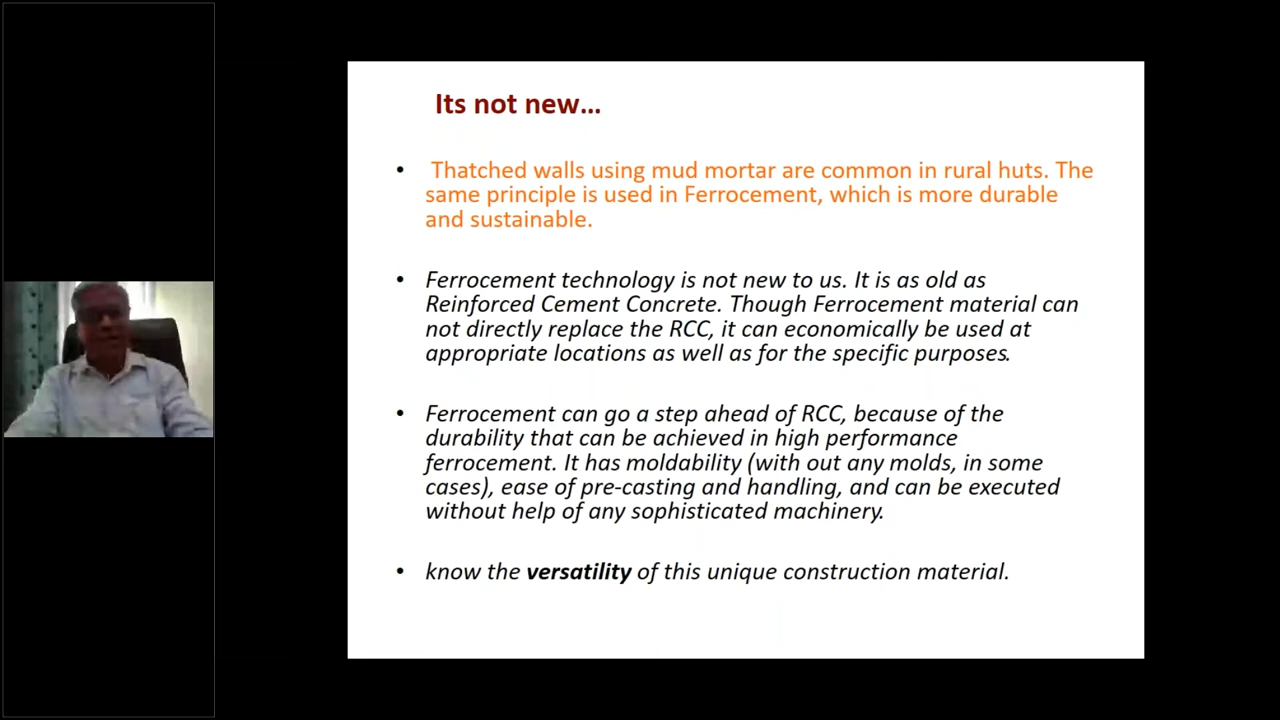 Its not new...
• Thatched walls using mud mortar are common in rural huts. The
same principle is used in Ferrocement, which is more durable
and sustainable.
• Ferrocement technology is not new to us. It is as old as
Reinforced Cement Concrete. Though Ferrocement material can
not directly replace the RCC, it can economically be used at
appropriate locations as well as for the specific purposes.
• Ferrocement can go a step ahead of RCC, because of the
durability that can be achieved in high performance
ferrocement. It has moldability (with out any molds, in some
cases), ease of pre-casting and handling, and can be executed
without help of any sophisticated machinery.
• know the versatility of this unique construction material.